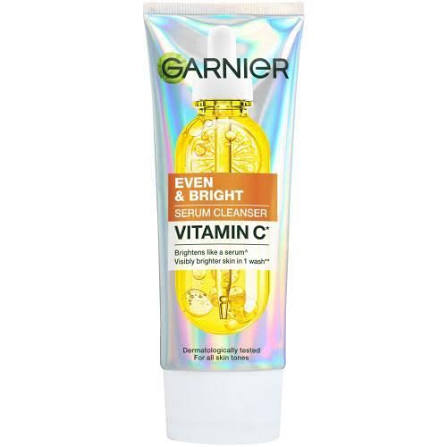 GARNIER
EVEN
& BRIGHT
SERUM CLEANSER
VITAMIN C*
Brightens like a serum^
Visibly brighter skin in 1 wash**
Dermatologically tested
For all skin tones